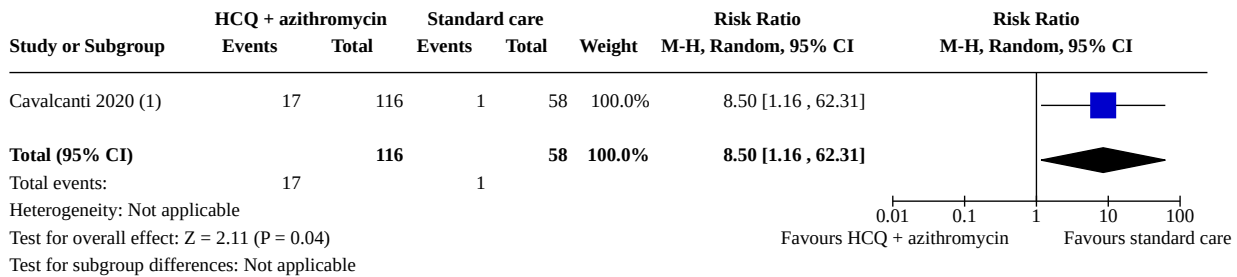 HCQ + azithromycin Standard care Risk Ratio Risk Ratio
Study or Subgroup Events Total Events Total Weight M-H, Random, 95% CI M-H, Random, 95% CI
Cavalcanti 2020 (1) 17 116 1 58 100.0% 8.50 [1.16 , 62.31]
Total (95% CI) 116 58 100.0% 8.50 [1.16 , 62.31]
Total events: 17 1
Heterogeneity: Not applicable
0.01 0.1 1 10 100
Test for overall effect: Z = 2.11 (P = 0.04)
Favours HCQ + azithromycin Favours standard care
Test for subgroup differences: Not applicable